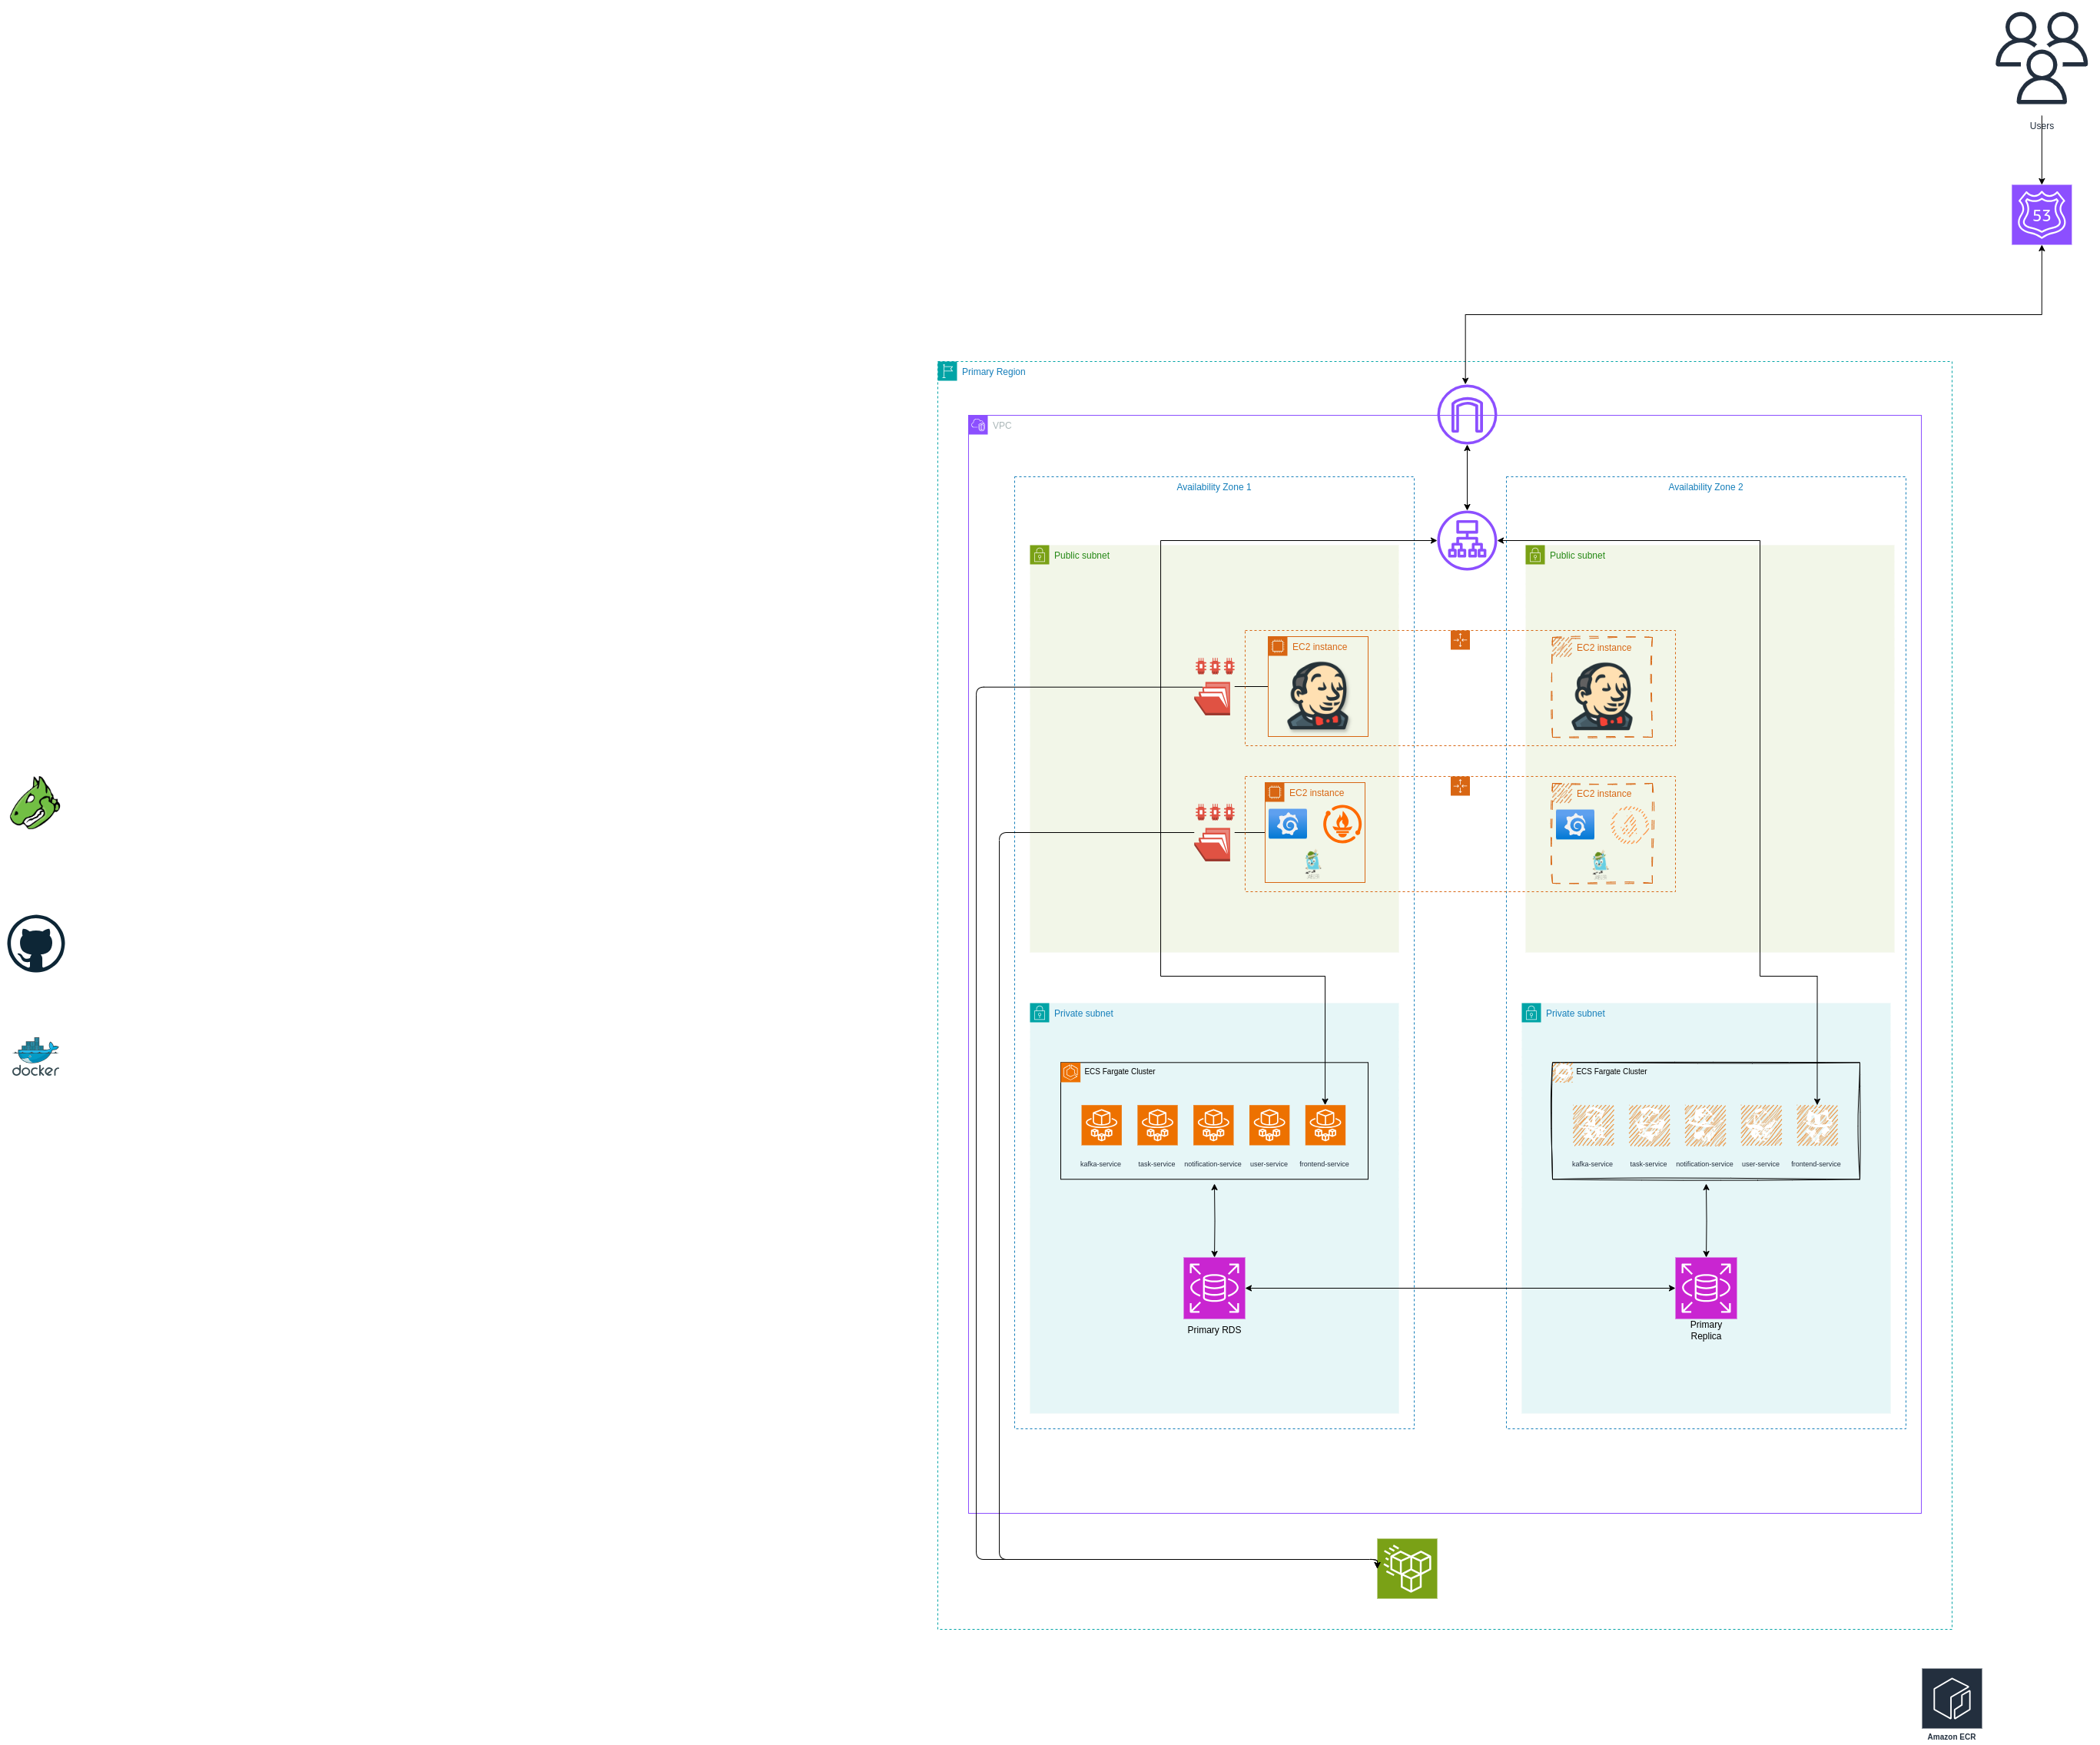 Users
53
Primary Region
VPC
Availability Zone 1
Availability Zone 2
Public subnet
Public subnet
EC2 instance
EC2 instance
EC2 instance
EC2 instance
docker
Private subnet
Private subnet
ECS Fargate Cluster
ECS Fargate Cluster
kafka-service
task-service
notification-service
user-service
frontend-service
kafka-service
task-service
notification-service
user-service
frontend-service
Primary RDS
Primary
Replica
Amazon ECR